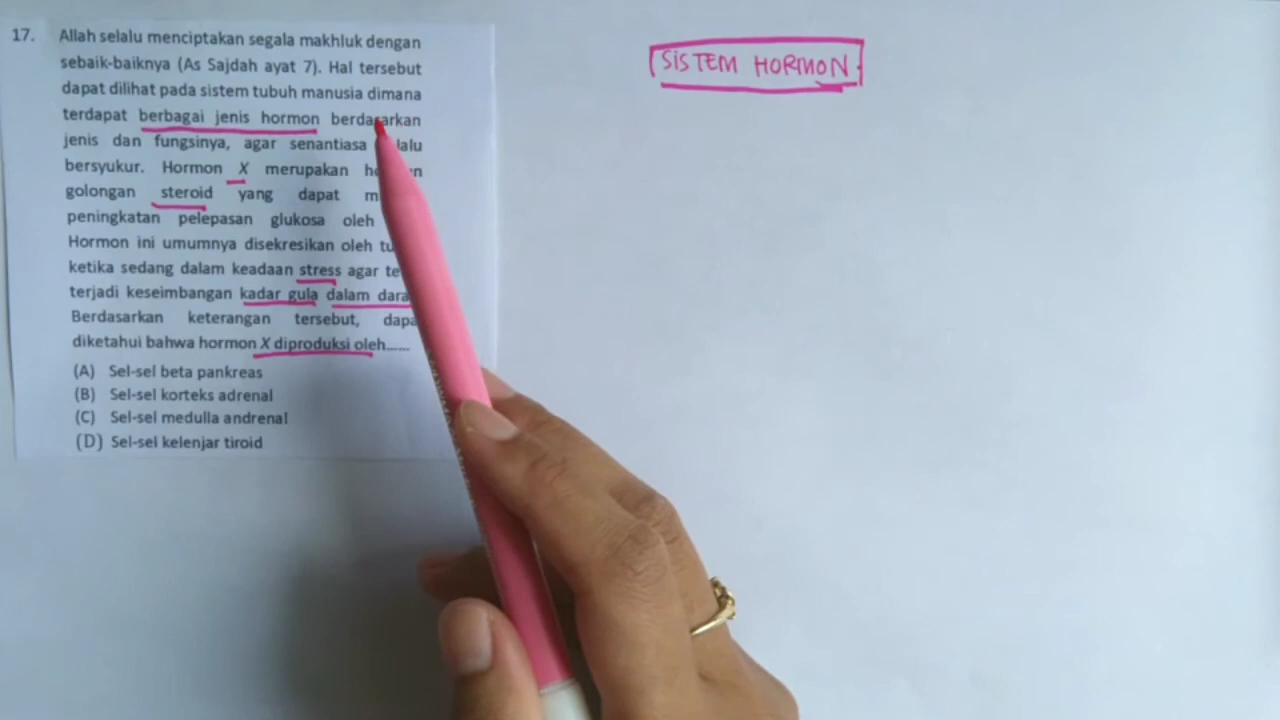 17. Allah selalu menciptakan segala makhluk dengan
sebaik-baiknya (As Sajdah ayat 7). Hal tersebut
dapat dilihat pada sistem tubuh manusia dimana
terdapat berbagai jenis hormon berdasarkan
jenis dan fungsinya, agar senantiasa
bersyukur. Hormon X merupakan
golongan steroid yang dapat
peningkatan pelepasan glukosa oleh
Hormon ini umumnya disekresikan oleh
ketika sedang dalam keadaan stress agar
terjadi keseimbangan kadar gula dalam
Berdasarkan keterangan tersebut,
diketahui bahwa hormon X diproduksi oleh......
(A) Sel-sel beta pankreas
(B) Sel-sel korteks adrenal
(C) Sel-sel medulla andrenal
(D) Sel-sel kelenjar tiroid
SISTEM HORMON